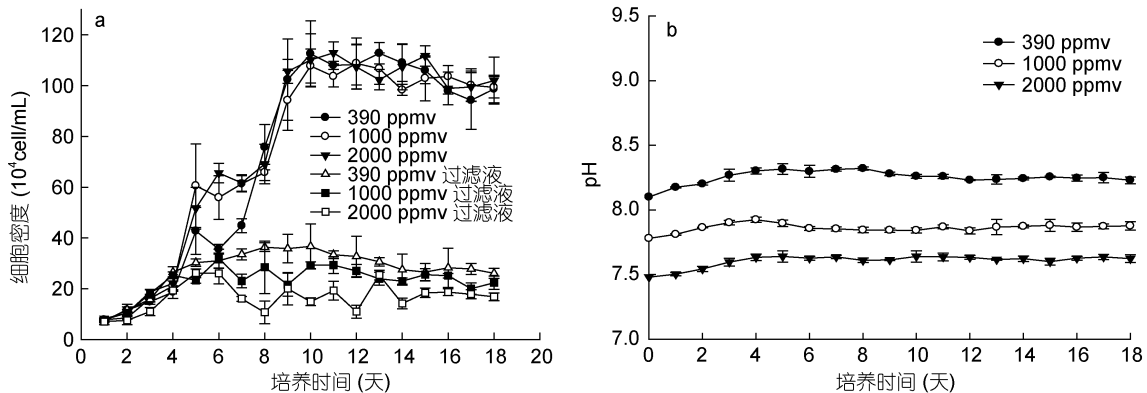 a
120
100
80
60
40
20
0
细胞密度 (10⁴cell/mL)
390 ppmv
1000 ppmv
2000 ppmv
390 ppmv 过滤液
1000 ppmv 过滤液
2000 ppmv 过滤液
0 2 4 6 8 10 12 14 16 18 20
培养时间 (天)
b
9.5
9.0
8.5
8.0
7.5
7.0
pH
390 ppmv
1000 ppmv
2000 ppmv
0 2 4 6 8 10 12 14 16 18
培养时间 (天)